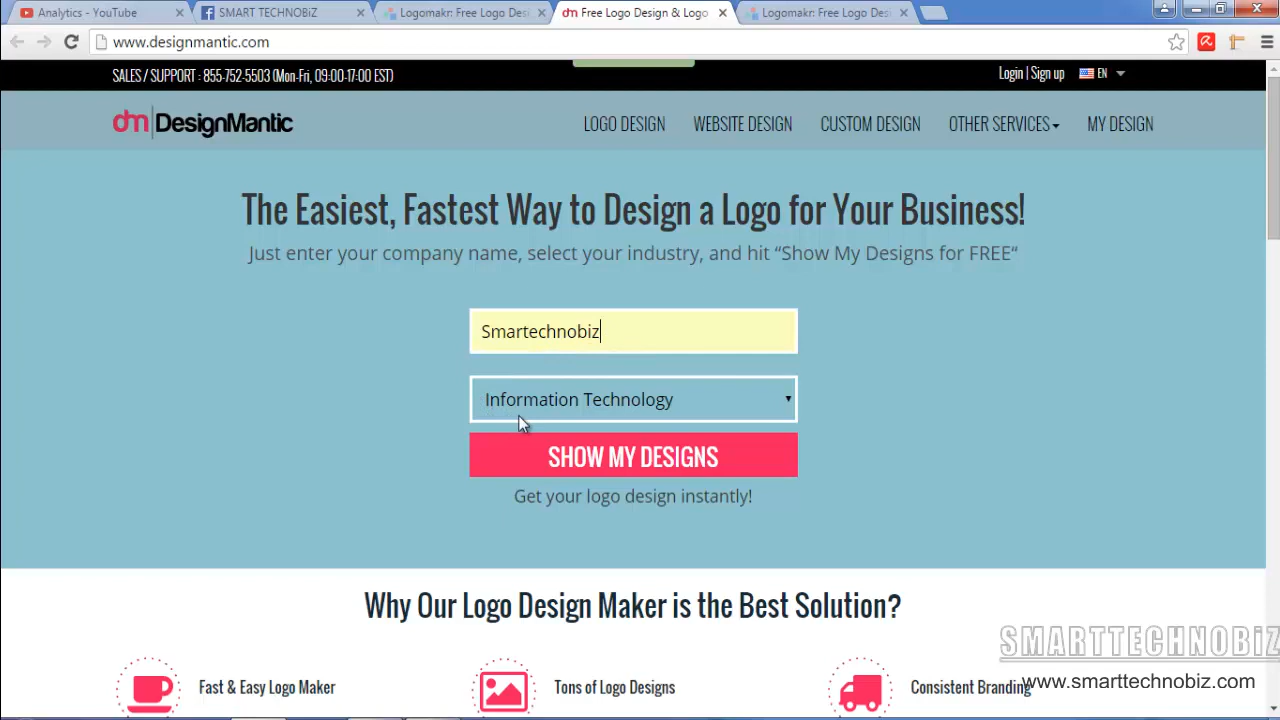 Analytics - YouTube
SMART TECHNOBiZ
Logomakr: Free Logo Desi
Free Logo Design & Logo
Logomakr: Free Logo Desi
www.designmantic.com
SALES / SUPPORT : 855-752-5503 (Mon-Fri, 09:00-17:00 EST)
Login | Sign up
EN
dm DesignMantic
LOGO DESIGN
WEBSITE DESIGN
CUSTOM DESIGN
OTHER SERVICES
MY DESIGN
The Easiest, Fastest Way to Design a Logo for Your Business!
Just enter your company name, select your industry, and hit “Show My Designs for FREE“
Smartechnobiz
Information Technology
SHOW MY DESIGNS
Get your logo design instantly!
Why Our Logo Design Maker is the Best Solution?
SMARTTECHNOBiZ
Fast & Easy Logo Maker
Tons of Logo Designs
Consistent Branding
www.smarttechnobiz.com